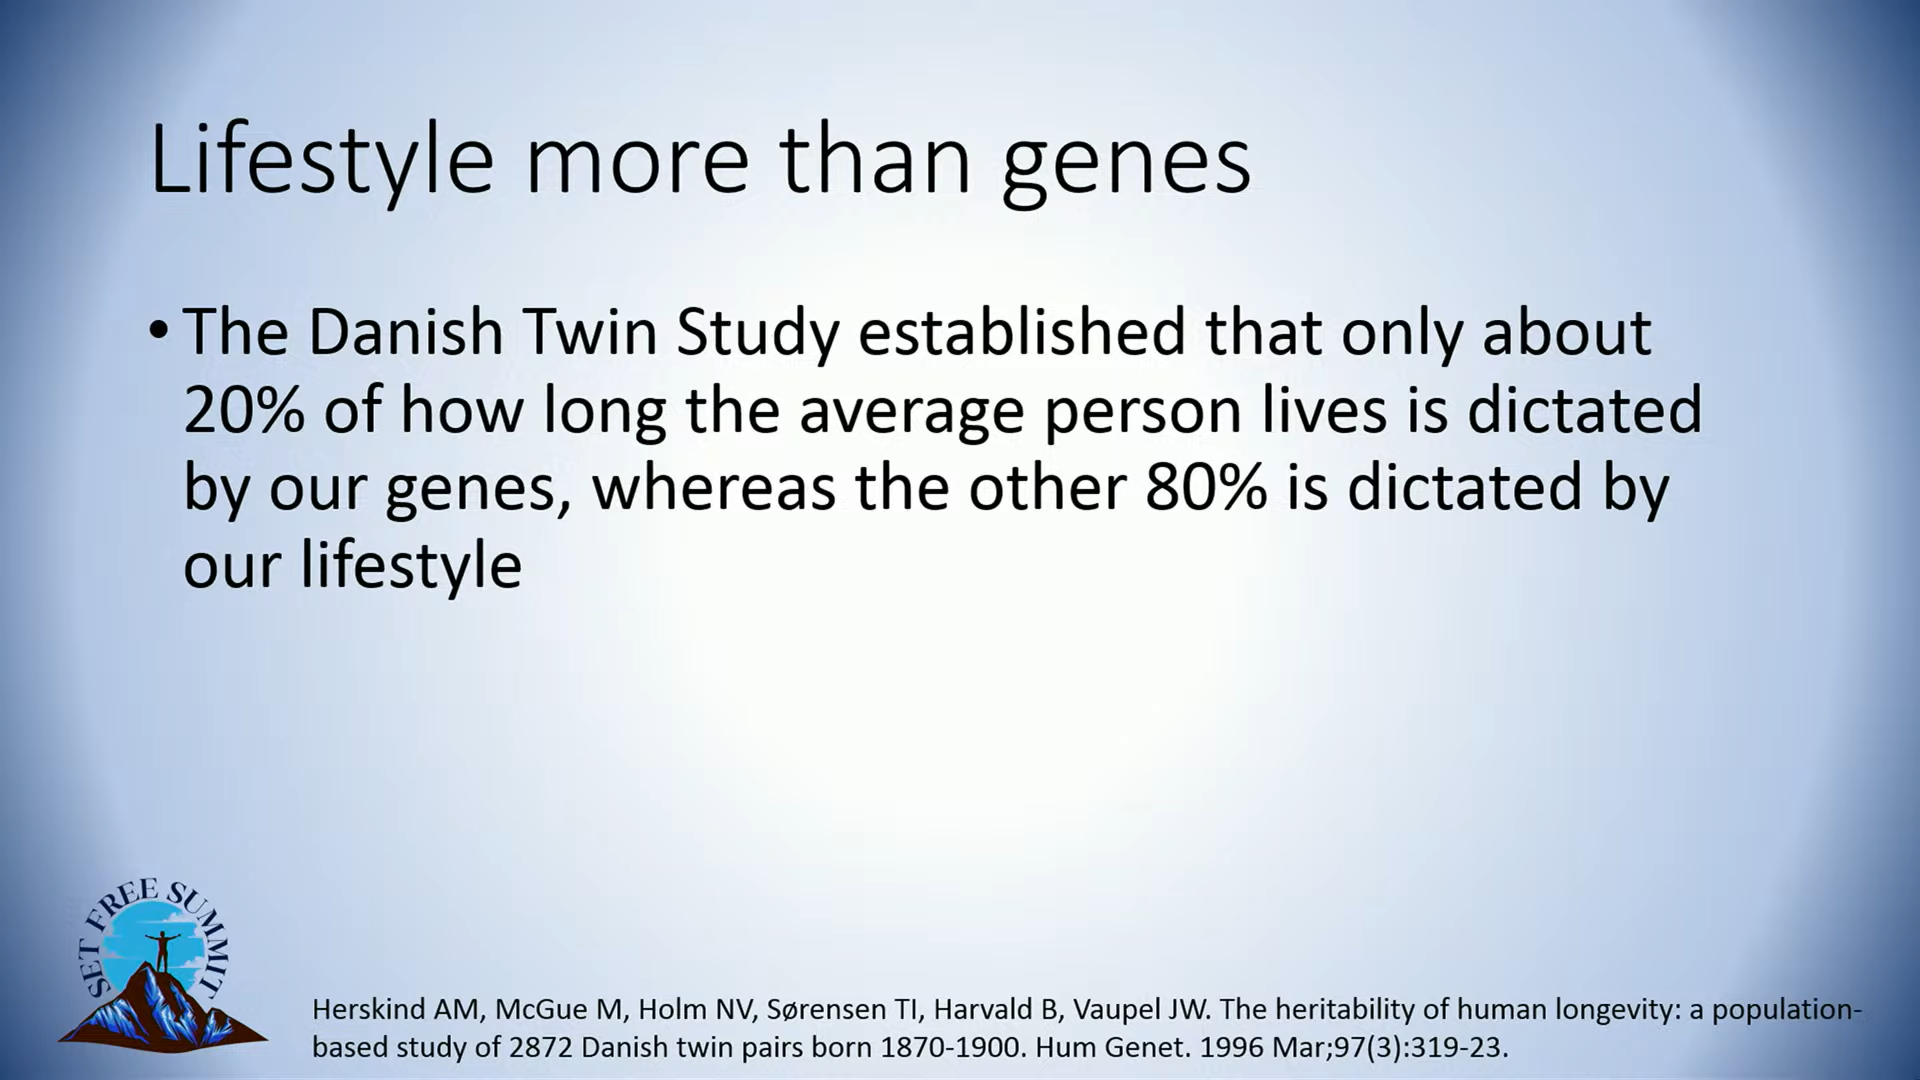 Lifestyle more than genes
• The Danish Twin Study established that only about
20% of how long the average person lives is dictated
by our genes, whereas the other 80% is dictated by
our lifestyle
SET FREE SUMMIT
Herskind AM, McGue M, Holm NV, Sørensen TI, Harvald B, Vaupel JW. The heritability of human longevity: a population-
based study of 2872 Danish twin pairs born 1870-1900. Hum Genet. 1996 Mar;97(3):319-23.